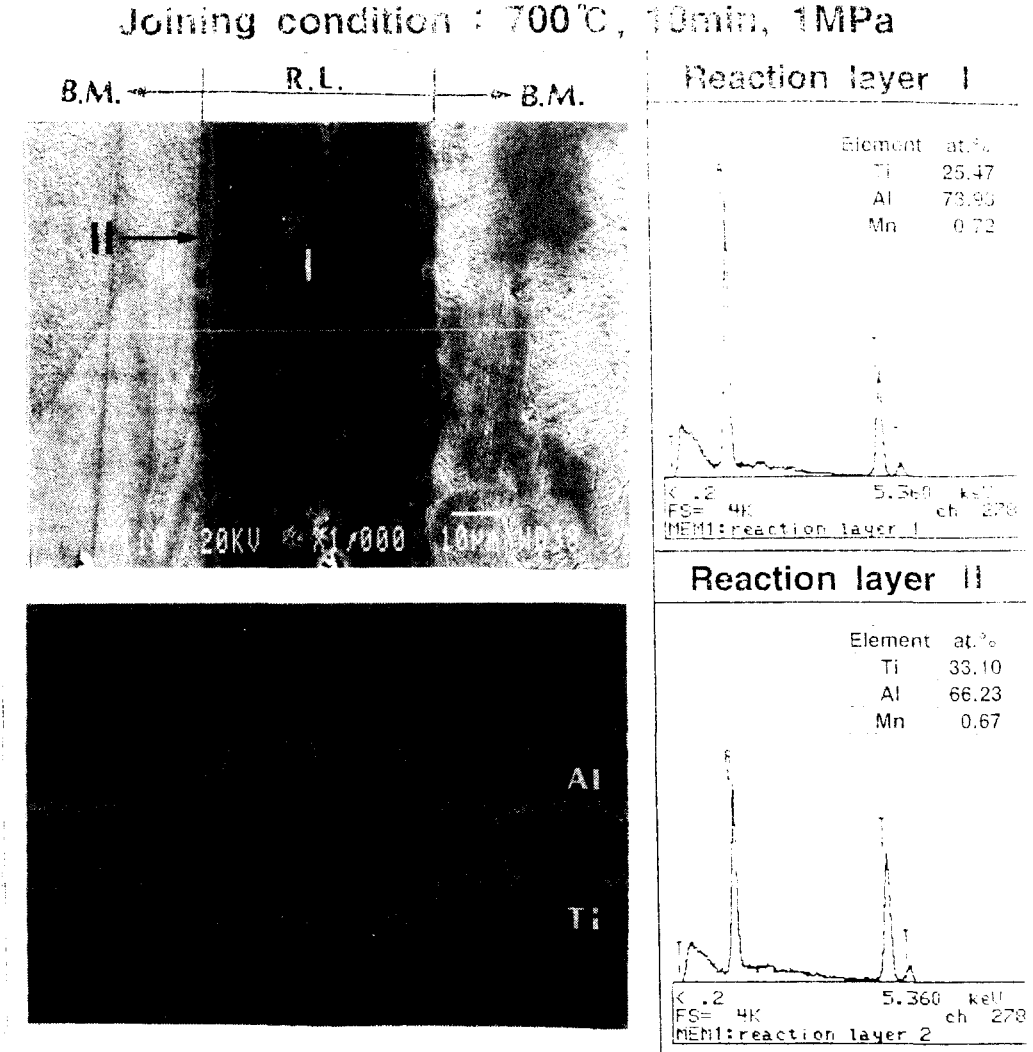 Joining condition : 700°C, 10min, 1MPa
B.M.
R.L.
B.M.
II
I
20KV X1,000 10μm WD38
Al
Ti
Reaction layer I
Element at.%
Ti 25.47
Al
Mn 0.72
< .2 5.360 keV
FS= 4K ch 278
MEM1:reaction layer 1
Reaction layer II
Element at.%
Ti 33.10
Al 66.23
Mn 0.67
< .2 5.360 keV
FS= 4K ch 278
MEM1:reaction layer 2